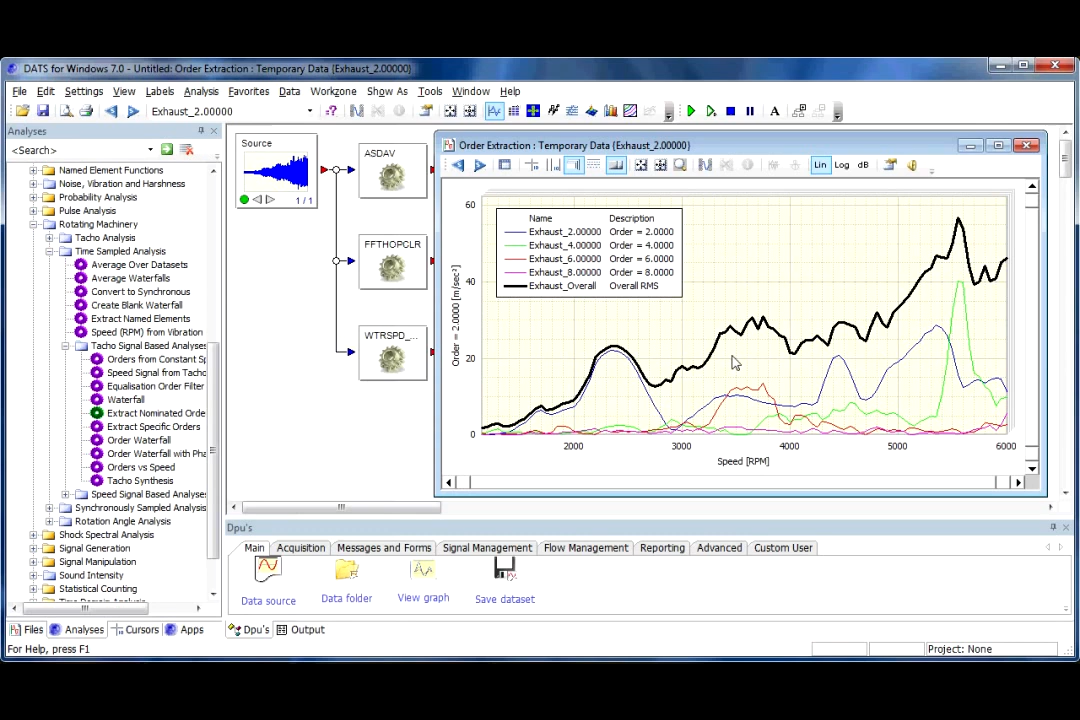 DATS for Windows 7.0 - Untitled: Order Extraction : Temporary Data {Exhaust_2.00000}
File Edit Settings View Labels Analysis Favorites Data Workzone Show As Tools Window Help
Exhaust_2.00000
Analyses
<Search>
Named Element Functions
Noise, Vibration and Harshness
Probability Analysis
Pulse Analysis
Rotating Machinery
Tacho Analysis
Time Sampled Analysis
Average Over Datasets
Average Waterfalls
Convert to Synchronous
Create Blank Waterfall
Extract Named Elements
Speed (RPM) from Vibration
Tacho Signal Based Analyses
Orders from Constant Sp
Speed Signal from Tacho
Equalisation Order Filter
Waterfall
Extract Nominated Orde
Extract Specific Orders
Order Waterfall
Order Waterfall with Pha
Orders vs Speed
Tacho Synthesis
Speed Signal Based Analyses
Synchronously Sampled Analysis
Rotation Angle Analysis
Shock Spectral Analysis
Signal Generation
Signal Manipulation
Sound Intensity
Statistical Counting
Files Analyses Cursors Apps
Source
1 / 1
ASDAV
FFTHOPCLR
WTRSPD_...
Order Extraction : Temporary Data {Exhaust_2.00000}
Lin Log dB
Name Description
Exhaust_2.00000 Order = 2.0000
Exhaust_4.00000 Order = 4.0000
Exhaust_6.00000 Order = 6.0000
Exhaust_8.00000 Order = 8.0000
Exhaust_Overall Overall RMS
60
40
20
0
Order = 2.0000 [m/sec²]
2000 3000 4000 5000 6000
Speed [RPM]
Dpu's
Main Acquisition Messages and Forms Signal Management Flow Management Reporting Advanced Custom User
Data source Data folder View graph Save dataset
Dpu's Output
For Help, press F1
Project: None